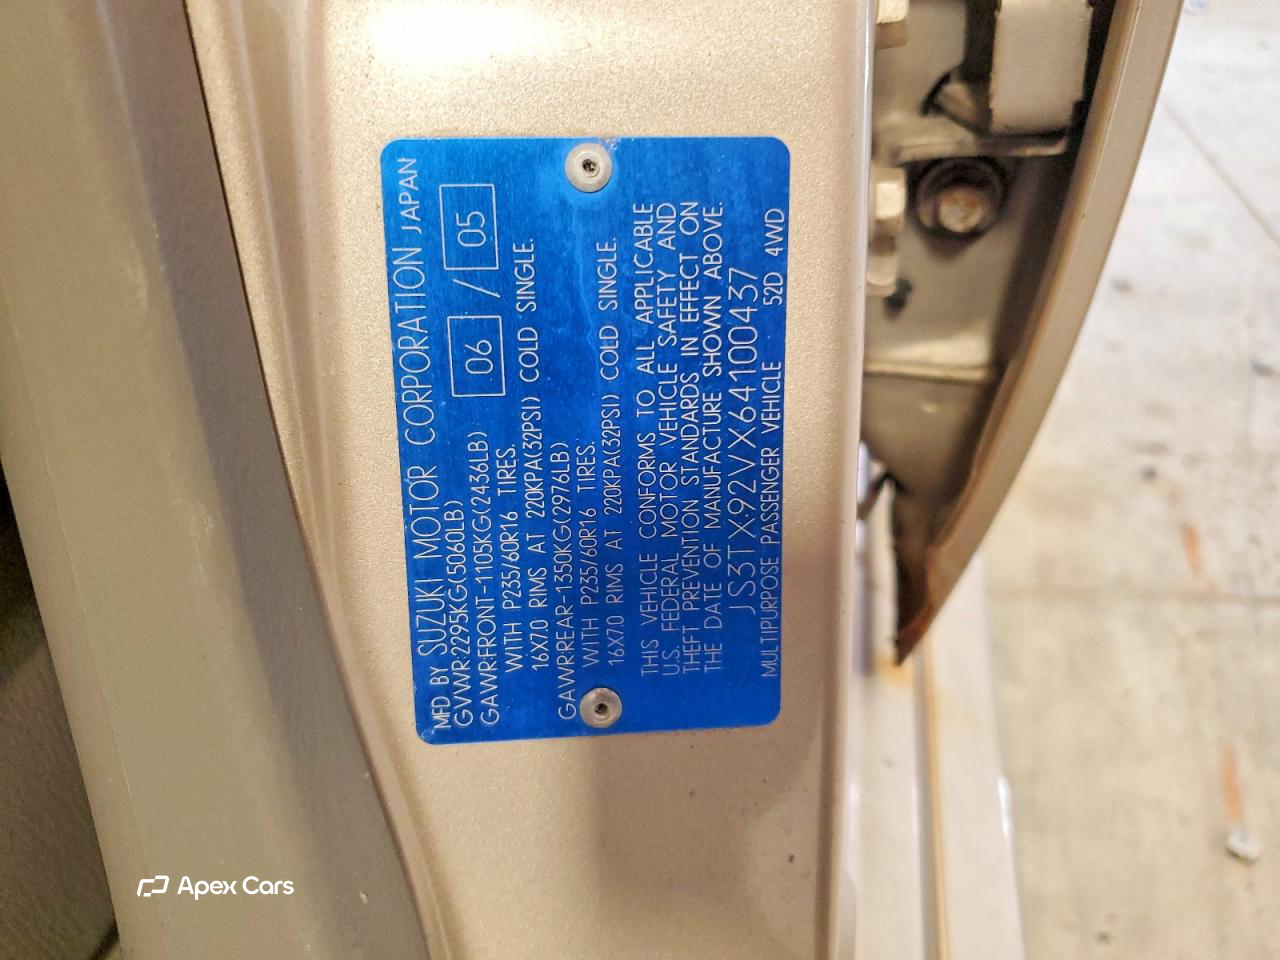 MFD BY SUZUKI MOTOR CORPORATION JAPAN
GVWR:2295KG(5060LB) 06 / 05
GAWR:FRONT-1105KG(2436LB)
WITH P235/60R16 TIRES.
16X7.0 RIMS AT 220KPA(32PSI) COLD SINGLE.
GAWR:REAR-1350KG(2976LB)
WITH P235/60R16 TIRES.
16X7.0 RIMS AT 220KPA(32PSI) COLD SINGLE.
THIS VEHICLE CONFORMS TO ALL APPLICABLE
U.S. FEDERAL MOTOR VEHICLE SAFETY AND
THEFT PREVENTION STANDARDS IN EFFECT ON
THE DATE OF MANUFACTURE SHOWN ABOVE.
JS3TX92VX64100437
MULTIPURPOSE PASSENGER VEHICLE 52D 4WD
Apex Cars